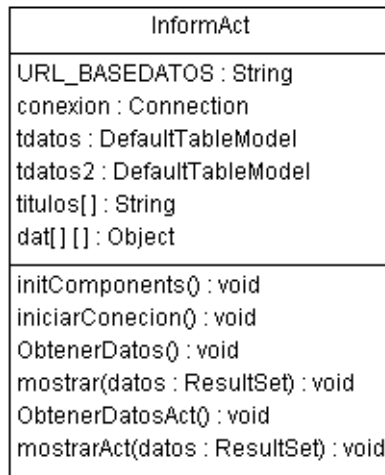 InformAct
URL_BASEDATOS : String
conexion : Connection
tdatos : DefaultTableModel
tdatos2 : DefaultTableModel
titulos[ ] : String
dat[ ] [ ] : Object
initComponents() : void
iniciarConecion() : void
ObtenerDatos() : void
mostrar(datos : ResultSet) : void
ObtenerDatosAct() : void
mostrarAct(datos : ResultSet) : void